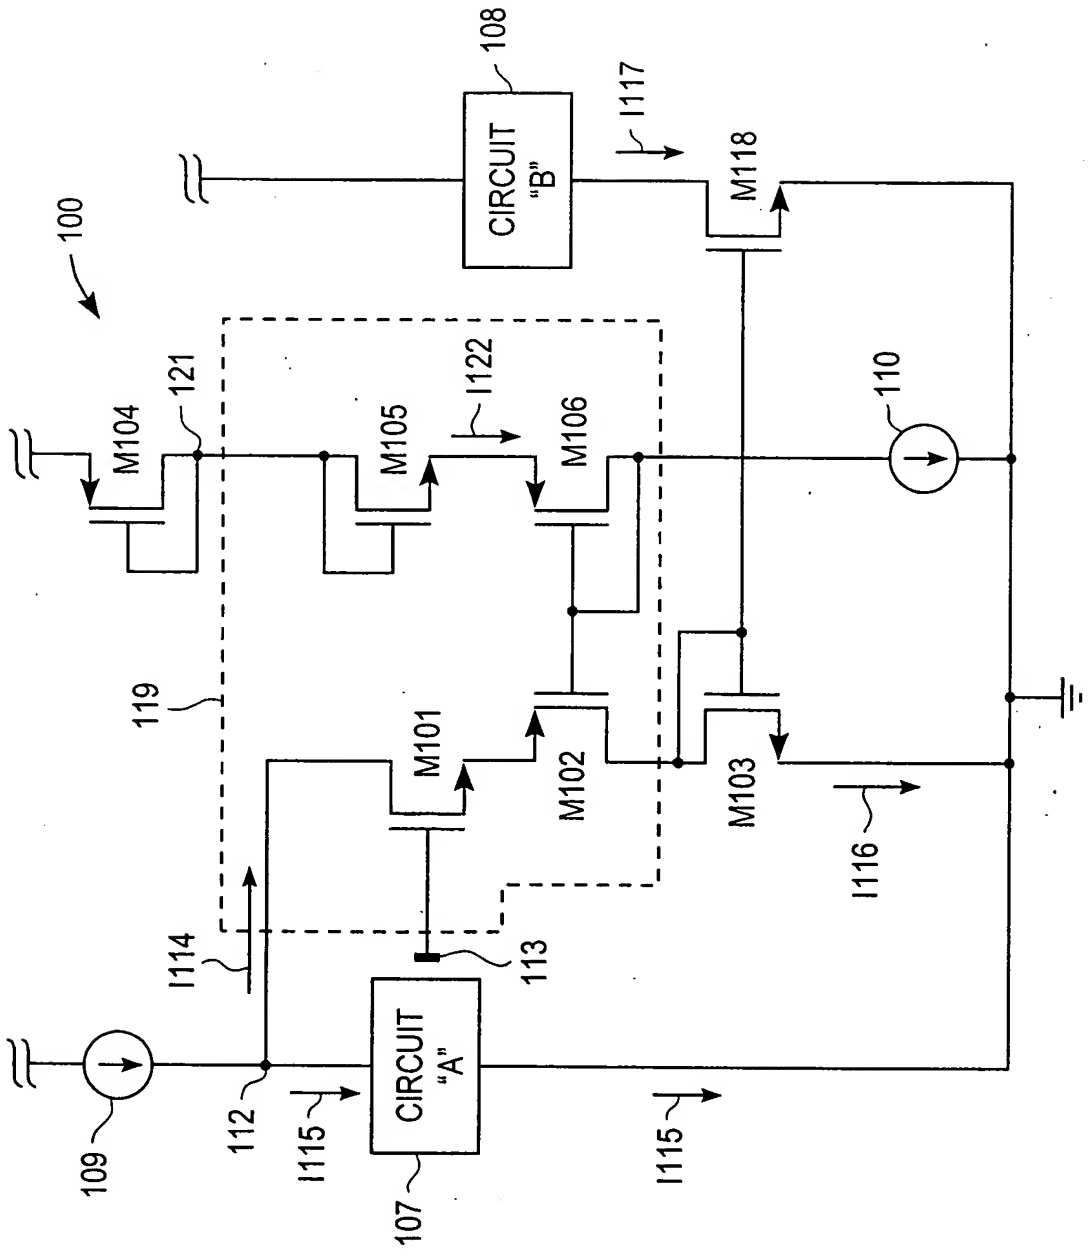 100
108
CIRCUIT
"B"
I117
M118
M104
121
M105
I122
M106
110
119
M101
M102
M103
I116
I114
113
109
112
I115
CIRCUIT
"A"
107
I115